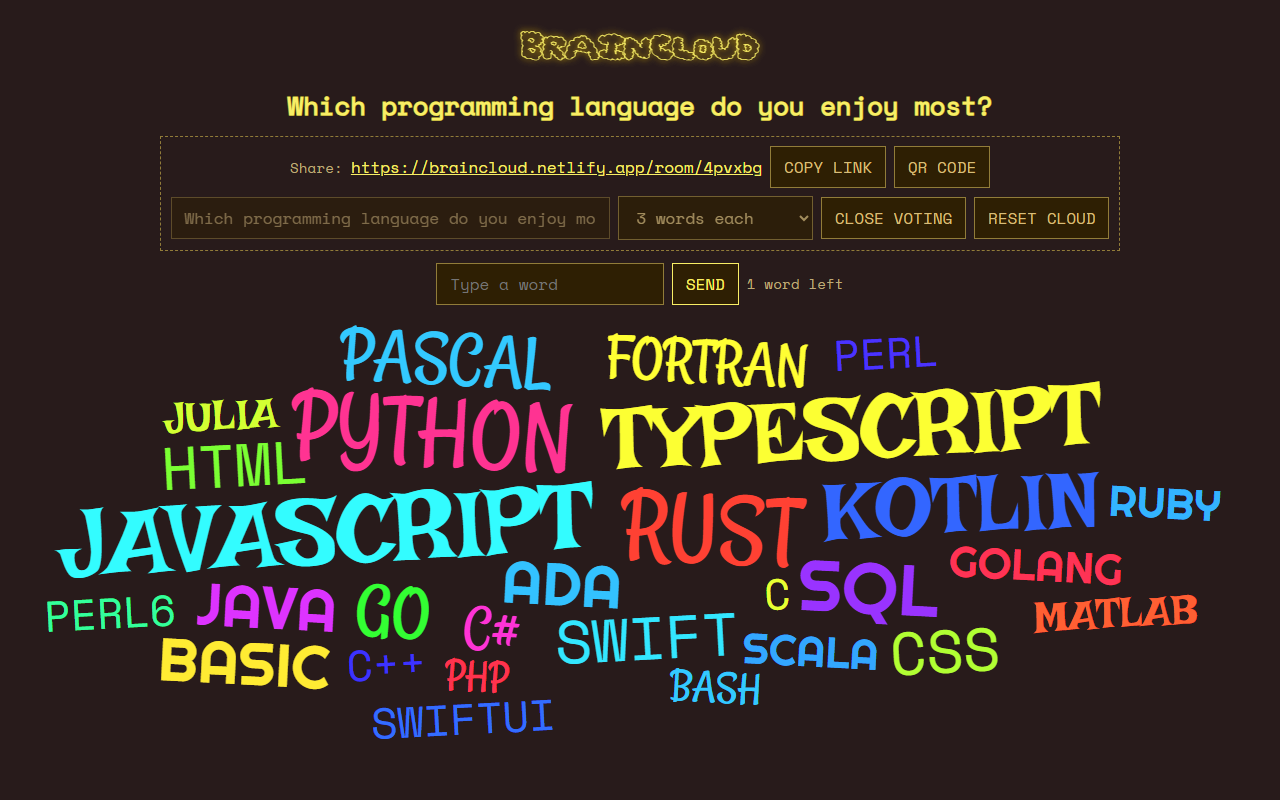 BRAINCLOUD
Which programming language do you enjoy most?
Share: https://braincloud.netlify.app/room/4pvxbg COPY LINK QR CODE
Which programming language do you enjoy mo 3 words each CLOSE VOTING RESET CLOUD
Type a word SEND 1 word left
PASCAL FORTRAN PERL
JULIA PYTHON TYPESCRIPT
HTML
JAVASCRIPT RUST KOTLIN RUBY
PERL6 JAVA GO ADA C SQL GOLANG
C# SWIFT MATLAB
BASIC C++ PHP SCALA CSS
BASH
SWIFTUI